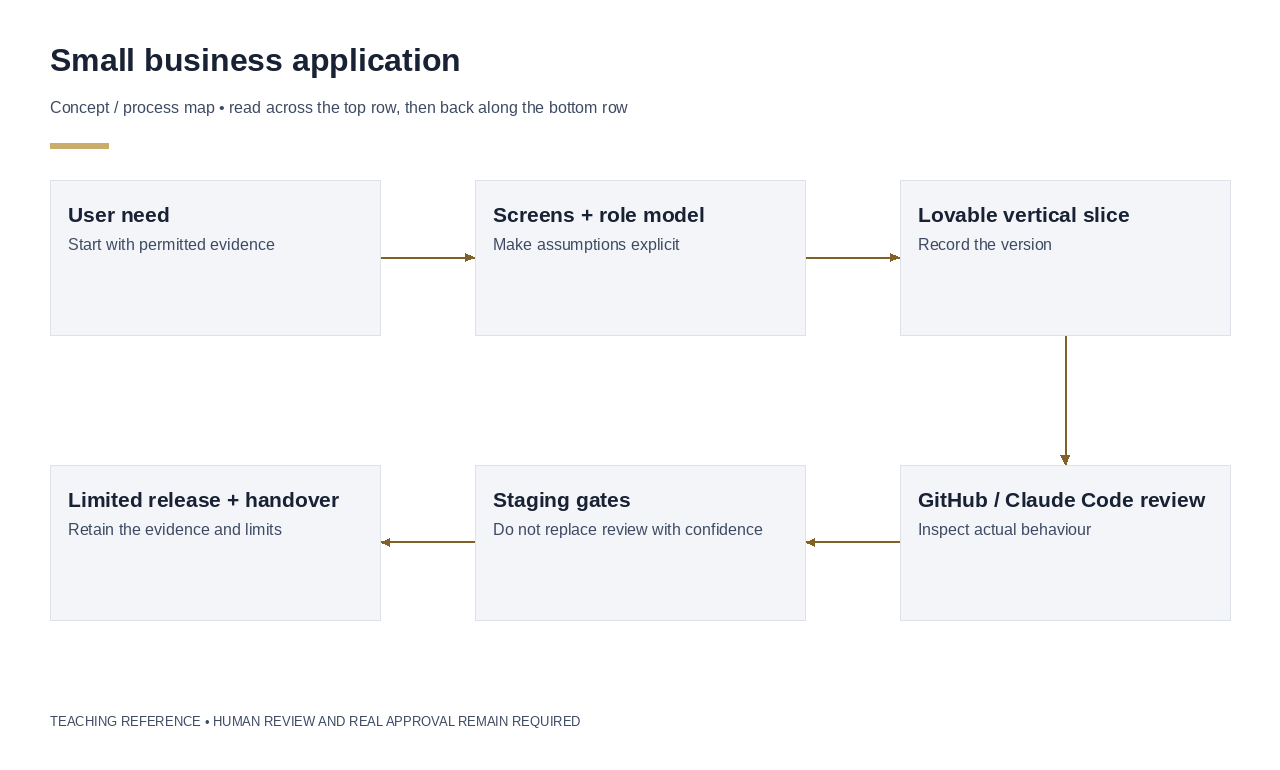 Small business application
Concept / process map • read across the top row, then back along the bottom row
User need
Start with permitted evidence
Screens + role model
Make assumptions explicit
Lovable vertical slice
Record the version
GitHub / Claude Code review
Inspect actual behaviour
Staging gates
Do not replace review with confidence
Limited release + handover
Retain the evidence and limits
TEACHING REFERENCE • HUMAN REVIEW AND REAL APPROVAL REMAIN REQUIRED